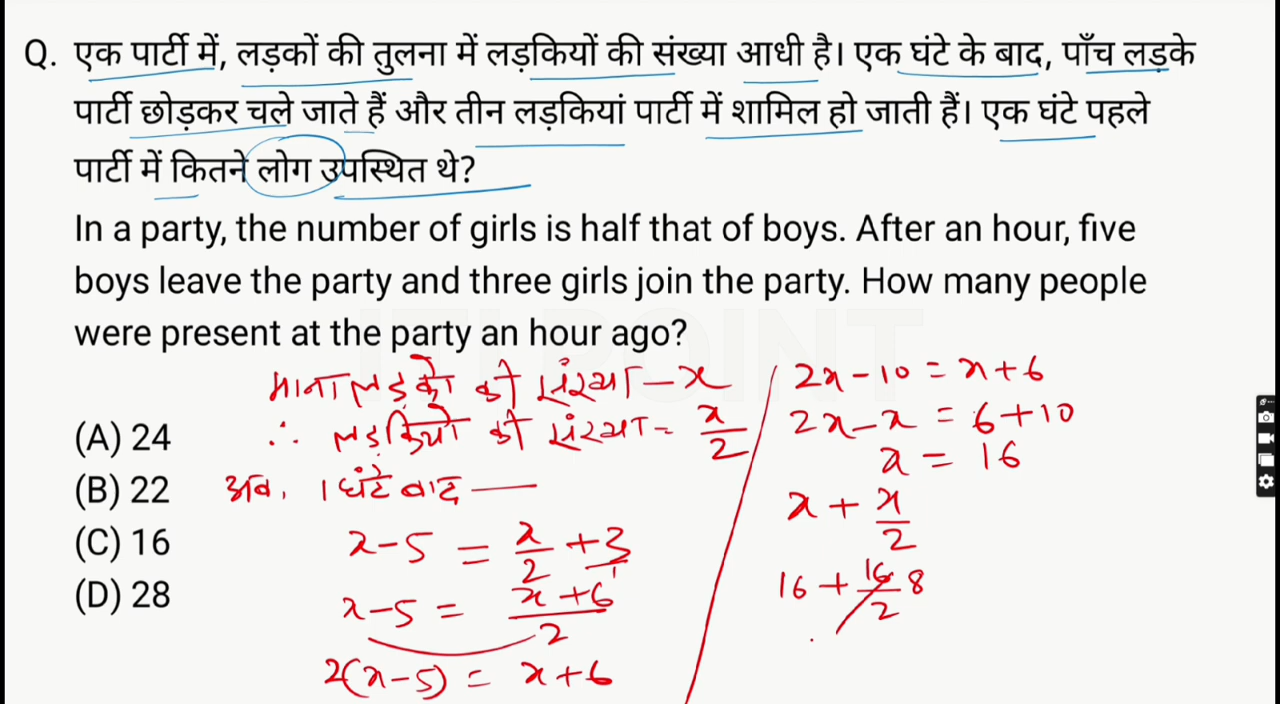 Q. एक पार्टी में, लड़कों की तुलना में लड़कियों की संख्या आधी है। एक घंटे के बाद, पाँच लड़के
पार्टी छोड़कर चले जाते हैं और तीन लड़कियां पार्टी में शामिल हो जाती हैं। एक घंटे पहले
पार्टी में कितने लोग उपस्थित थे?
In a party, the number of girls is half that of boys. After an hour, five
boys leave the party and three girls join the party. How many people
were present at the party an hour ago?
ITI POINT
(A) 24
(B) 22
(C) 16
(D) 28
माना लड़को की संख्या - x
∴ लड़कियो की संख्या = x/2
अब, 1 घंटे बाद —
x-5 = x/2 + 3/1
x-5 = x+6/2
2(x-5) = x+6
2x-10 = x+6
2x-x = 6+10
x = 16
x + x/2
16 + 16/2 8